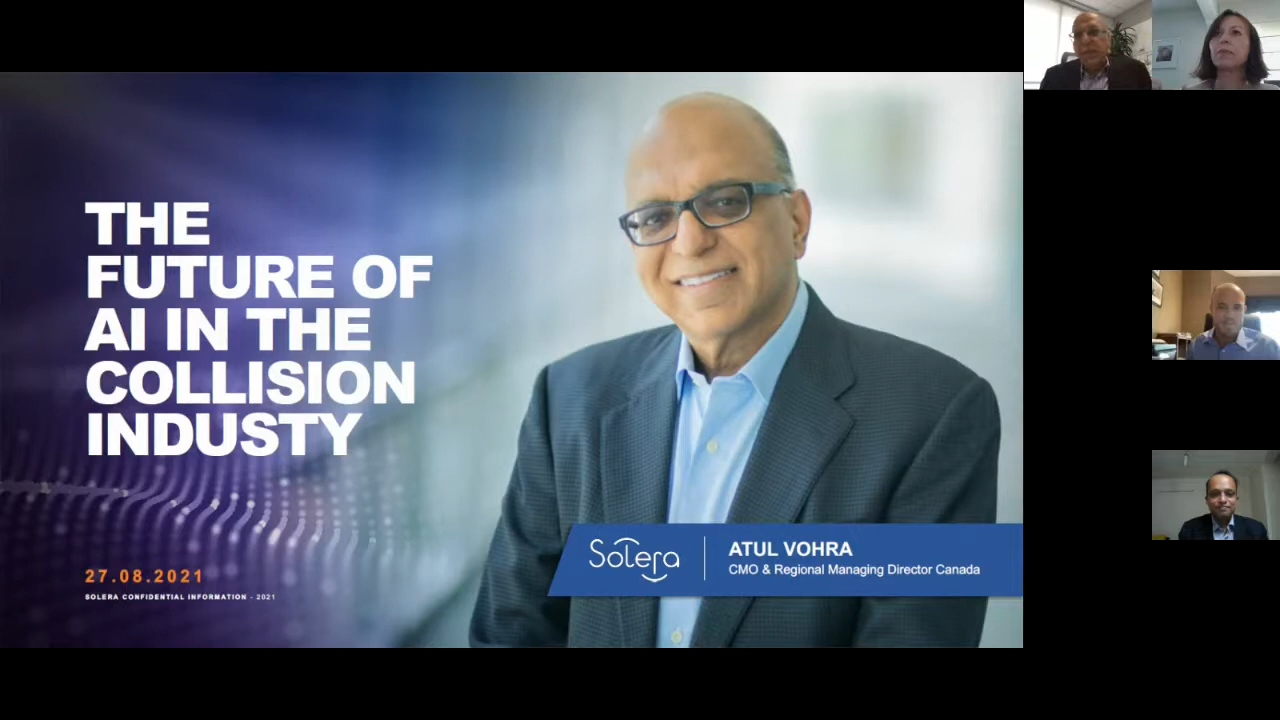 THE
FUTURE OF
AI IN THE
COLLISION
INDUSTY
27.08.2021
SOLERA CONFIDENTIAL INFORMATION - 2021
Solera
ATUL VOHRA
CMO & Regional Managing Director Canada